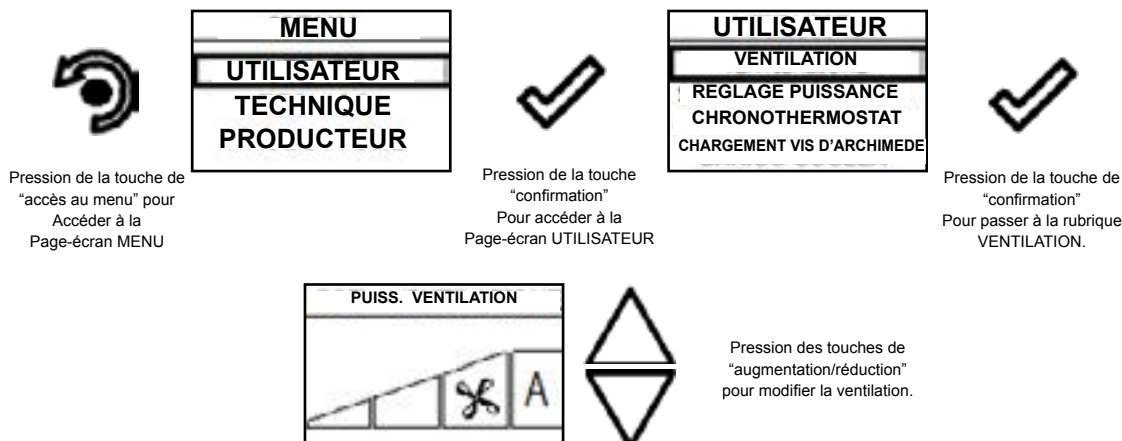 MENU
UTILISATEUR
TECHNIQUE
PRODUCTEUR
Pression de la touche de
“accès au menu” pour
Accéder à la
Page-écran MENU
Pression de la touche
“confirmation”
Pour accéder à la
Page-écran UTILISATEUR
UTILISATEUR
VENTILATION
REGLAGE PUISSANCE
CHRONOTHERMOSTAT
CHARGEMENT VIS D’ARCHIMEDE
Pression de la touche de
“confirmation”
Pour passer à la rubrique
VENTILATION.
PUISS. VENTILATION
A
Pression des touches de
“augmentation/réduction”
pour modifier la ventilation.